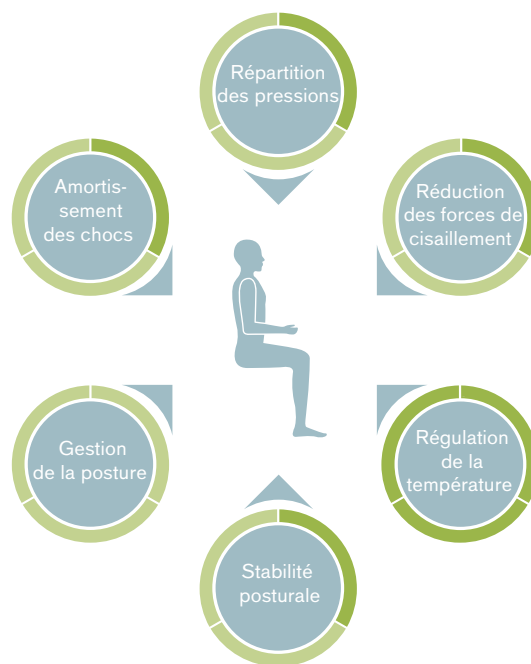 Répartition
des pressions
Amortis-
sement
des chocs
Réduction
des forces de
cisaillement
Gestion
de la posture
Régulation
de la
température
Stabilité
posturale